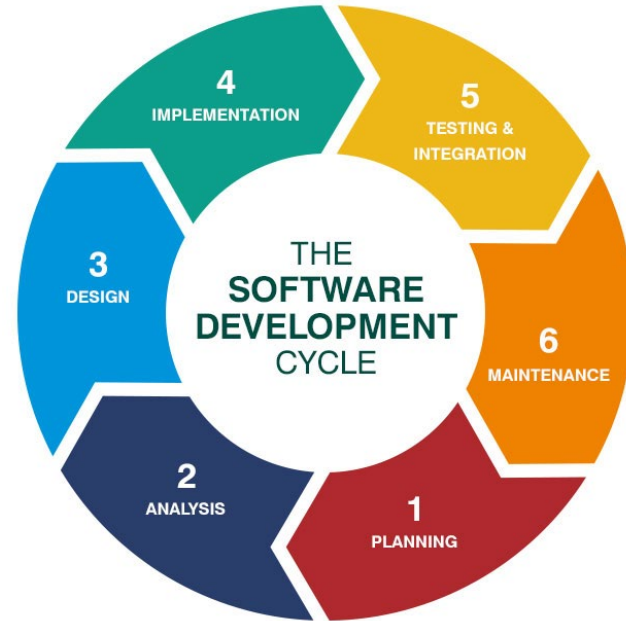 THE
SOFTWARE
DEVELOPMENT
CYCLE
1
PLANNING
2
ANALYSIS
3
DESIGN
4
IMPLEMENTATION
5
TESTING &
INTEGRATION
6
MAINTENANCE